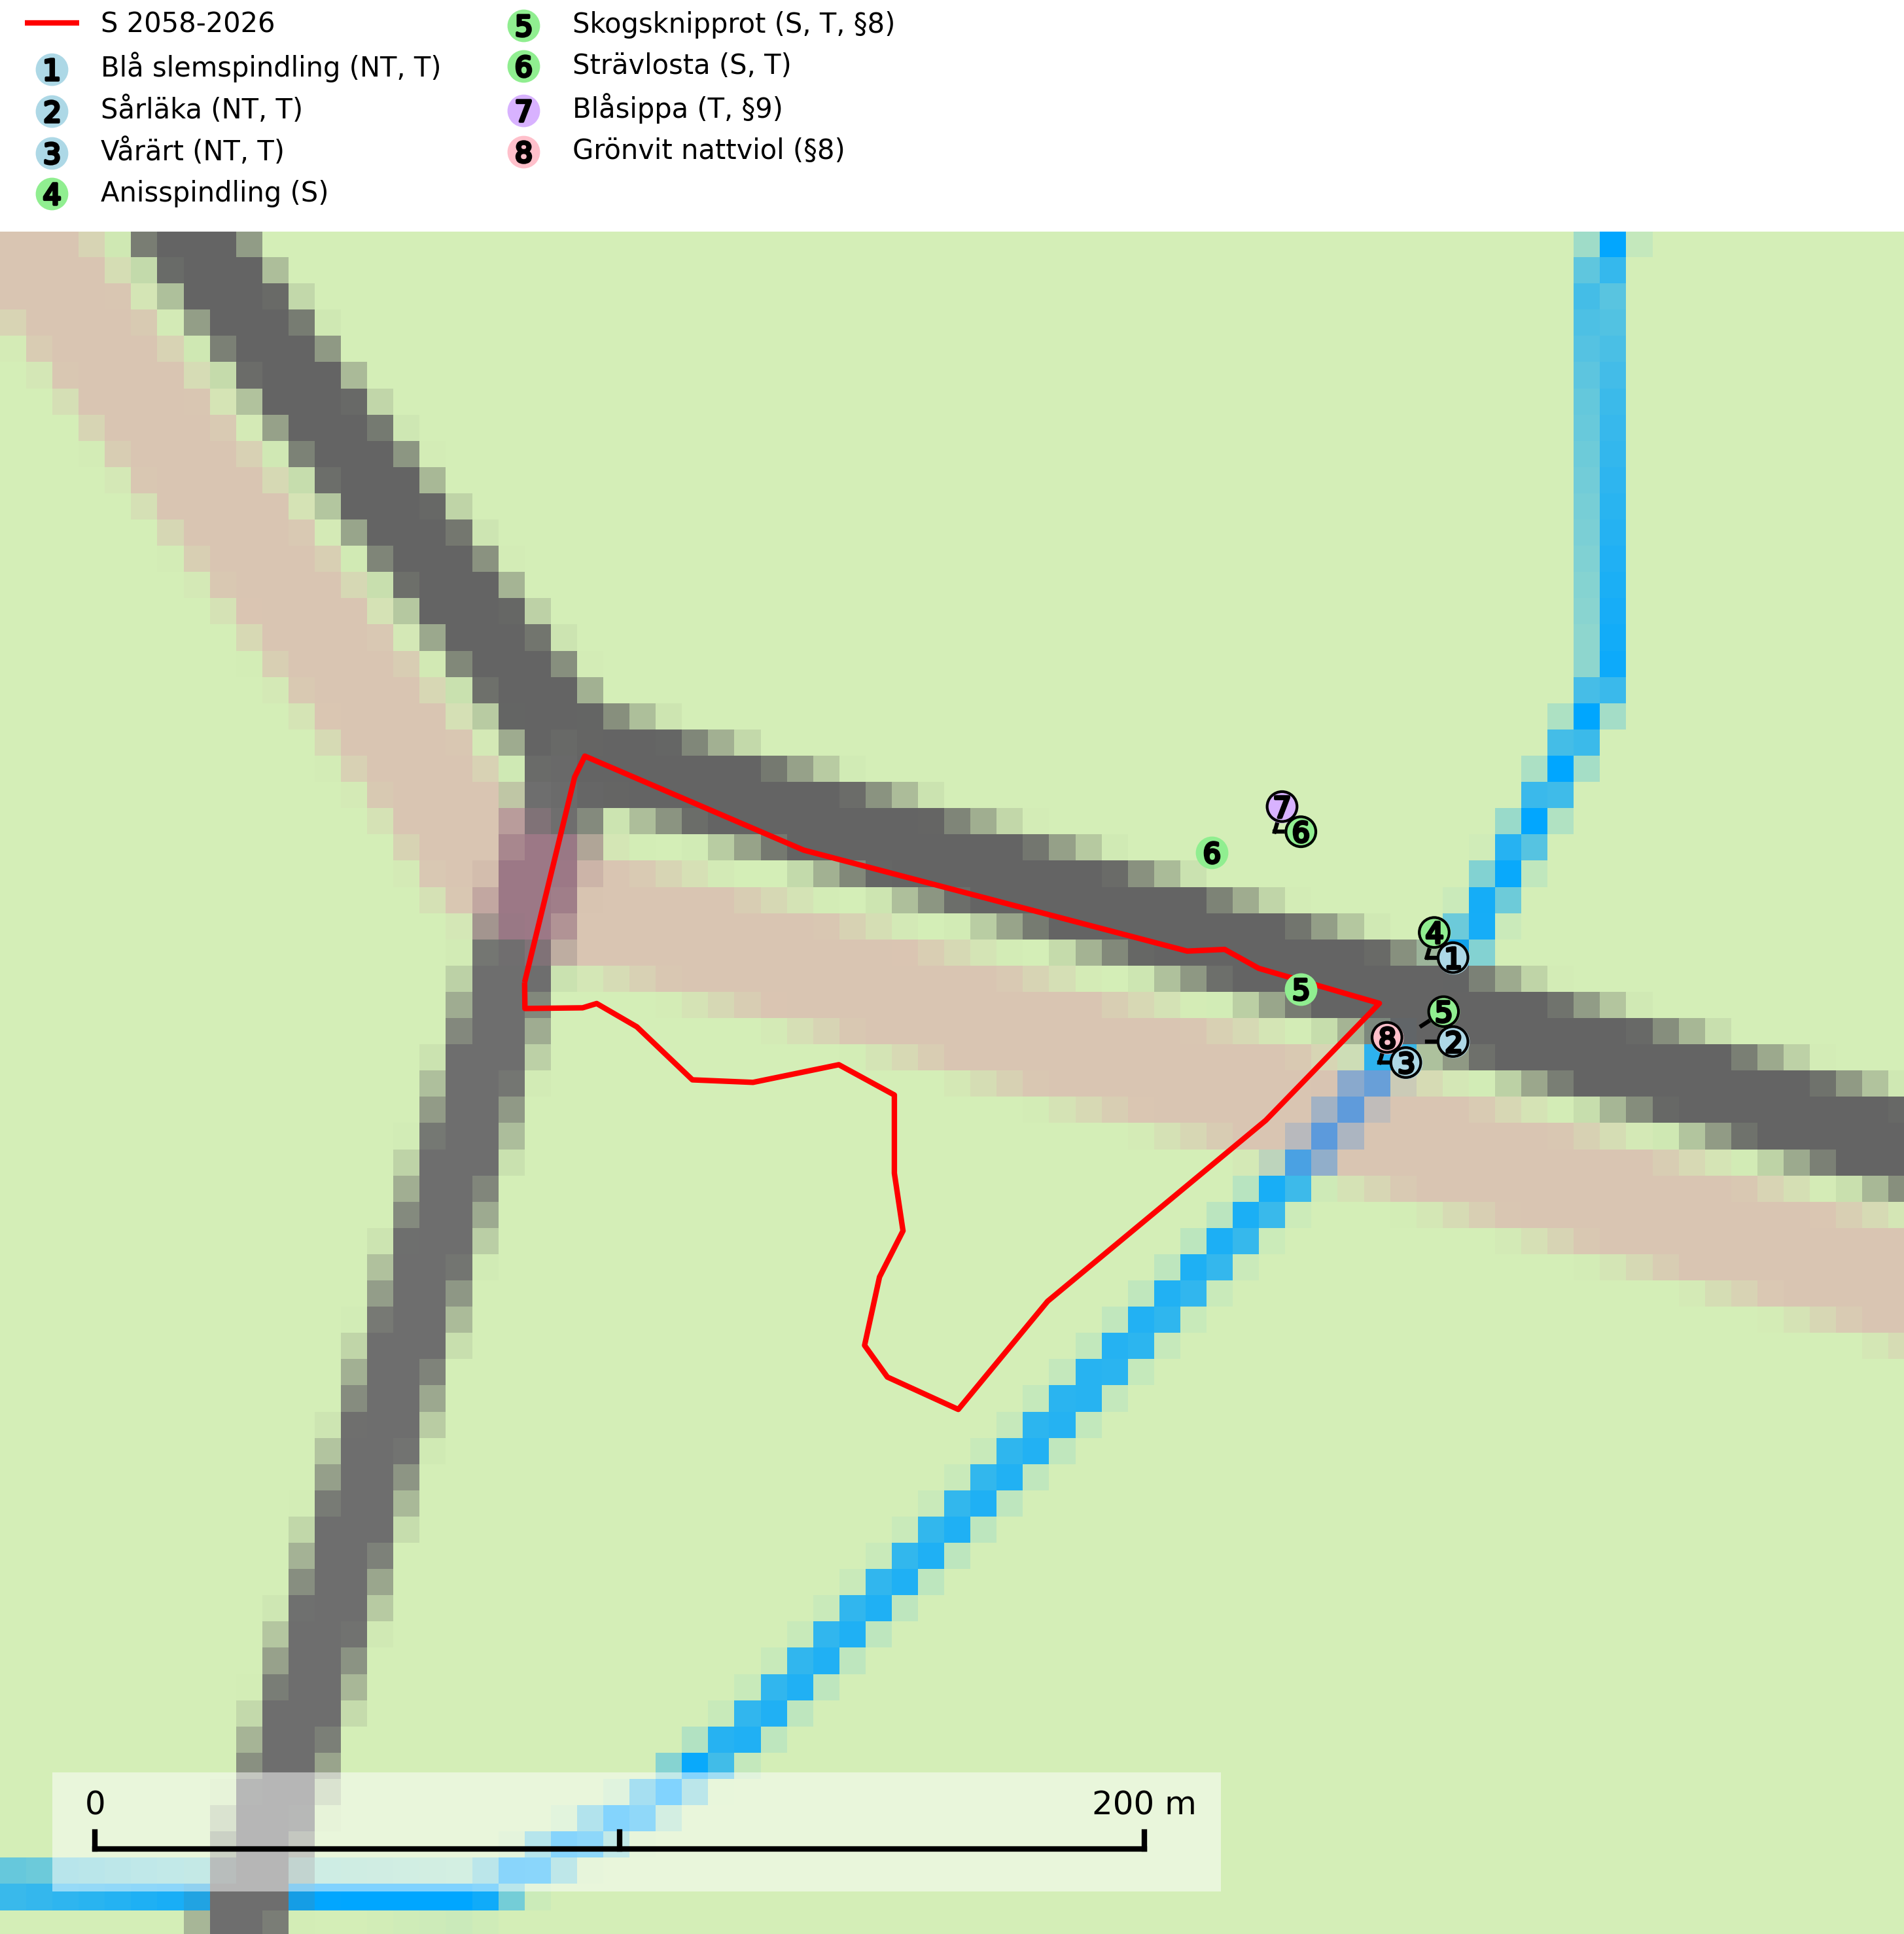 S 2058-2026
1 Blå slemspindling (NT, T)
2 Sårläka (NT, T)
3 Vårärt (NT, T)
4 Anisspindling (S)
5 Skogsknipprot (S, T, §8)
6 Strävlosta (S, T)
7 Blåsippa (T, §9)
8 Grönvit nattviol (§8)
7
6
6
4
1
5
5
8
2
3
0 200 m